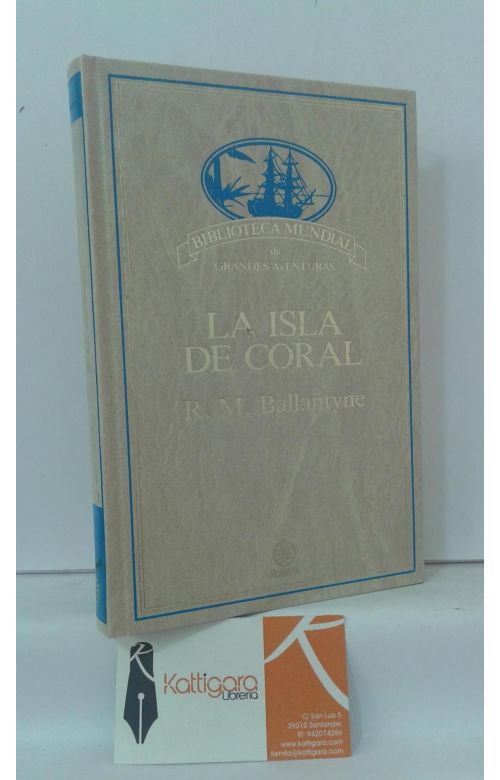 BIBLIOTECA MUNDIAL
de
GRANDES AVENTURAS
LA ISLA
DE CORAL
R. M. Ballantyne
PLANETA
Kattigara
Librería
C/ San Luis 5
39010 Santander
tlf: 942074286
www.kattigara.com
tienda@kattigara.com